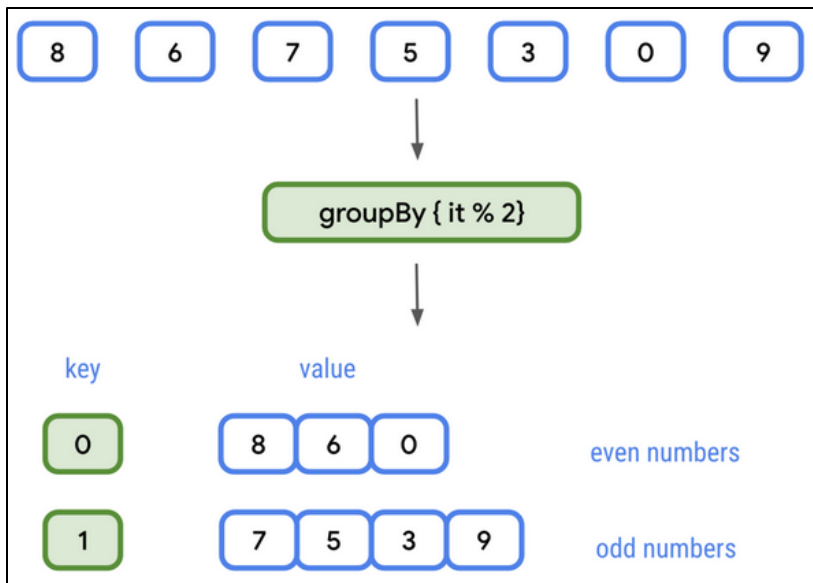 8 6 7 5 3 0 9
groupBy { it % 2}
key value
0 8 6 0 even numbers
1 7 5 3 9 odd numbers